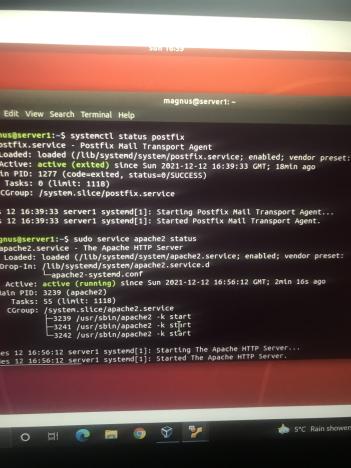 Sun 16:59
magnus@server1: ~
Edit View Search Terminal Help
nus@server1:~$ systemctl status postfix
postfix.service - Postfix Mail Transport Agent
Loaded: loaded (/lib/systemd/system/postfix.service; enabled; vendor preset:
Active: active (exited) since Sun 2021-12-12 16:39:33 GMT; 18min ago
in PID: 1277 (code=exited, status=0/SUCCESS)
Tasks: 0 (limit: 1118)
CGroup: /system.slice/postfix.service
s 12 16:39:33 server1 systemd[1]: Starting Postfix Mail Transport Agent...
s 12 16:39:33 server1 systemd[1]: Started Postfix Mail Transport Agent.
gnus@server1:~$ sudo service apache2 status
apache2.service - The Apache HTTP Server
Loaded: loaded (/lib/systemd/system/apache2.service; enabled; vendor preset:
Drop-In: /lib/systemd/system/apache2.service.d
└─apache2-systemd.conf
Active: active (running) since Sun 2021-12-12 16:56:12 GMT; 2min 16s ago
Main PID: 3239 (apache2)
Tasks: 55 (limit: 1118)
CGroup: /system.slice/apache2.service
├─3239 /usr/sbin/apache2 -k start
├─3241 /usr/sbin/apache2 -k start
└─3242 /usr/sbin/apache2 -k start
es 12 16:56:12 server1 systemd[1]: Starting The Apache HTTP Server...
es 12 16:56:12 server1 systemd[1]: Started The Apache HTTP Server.
5°C Rain shower